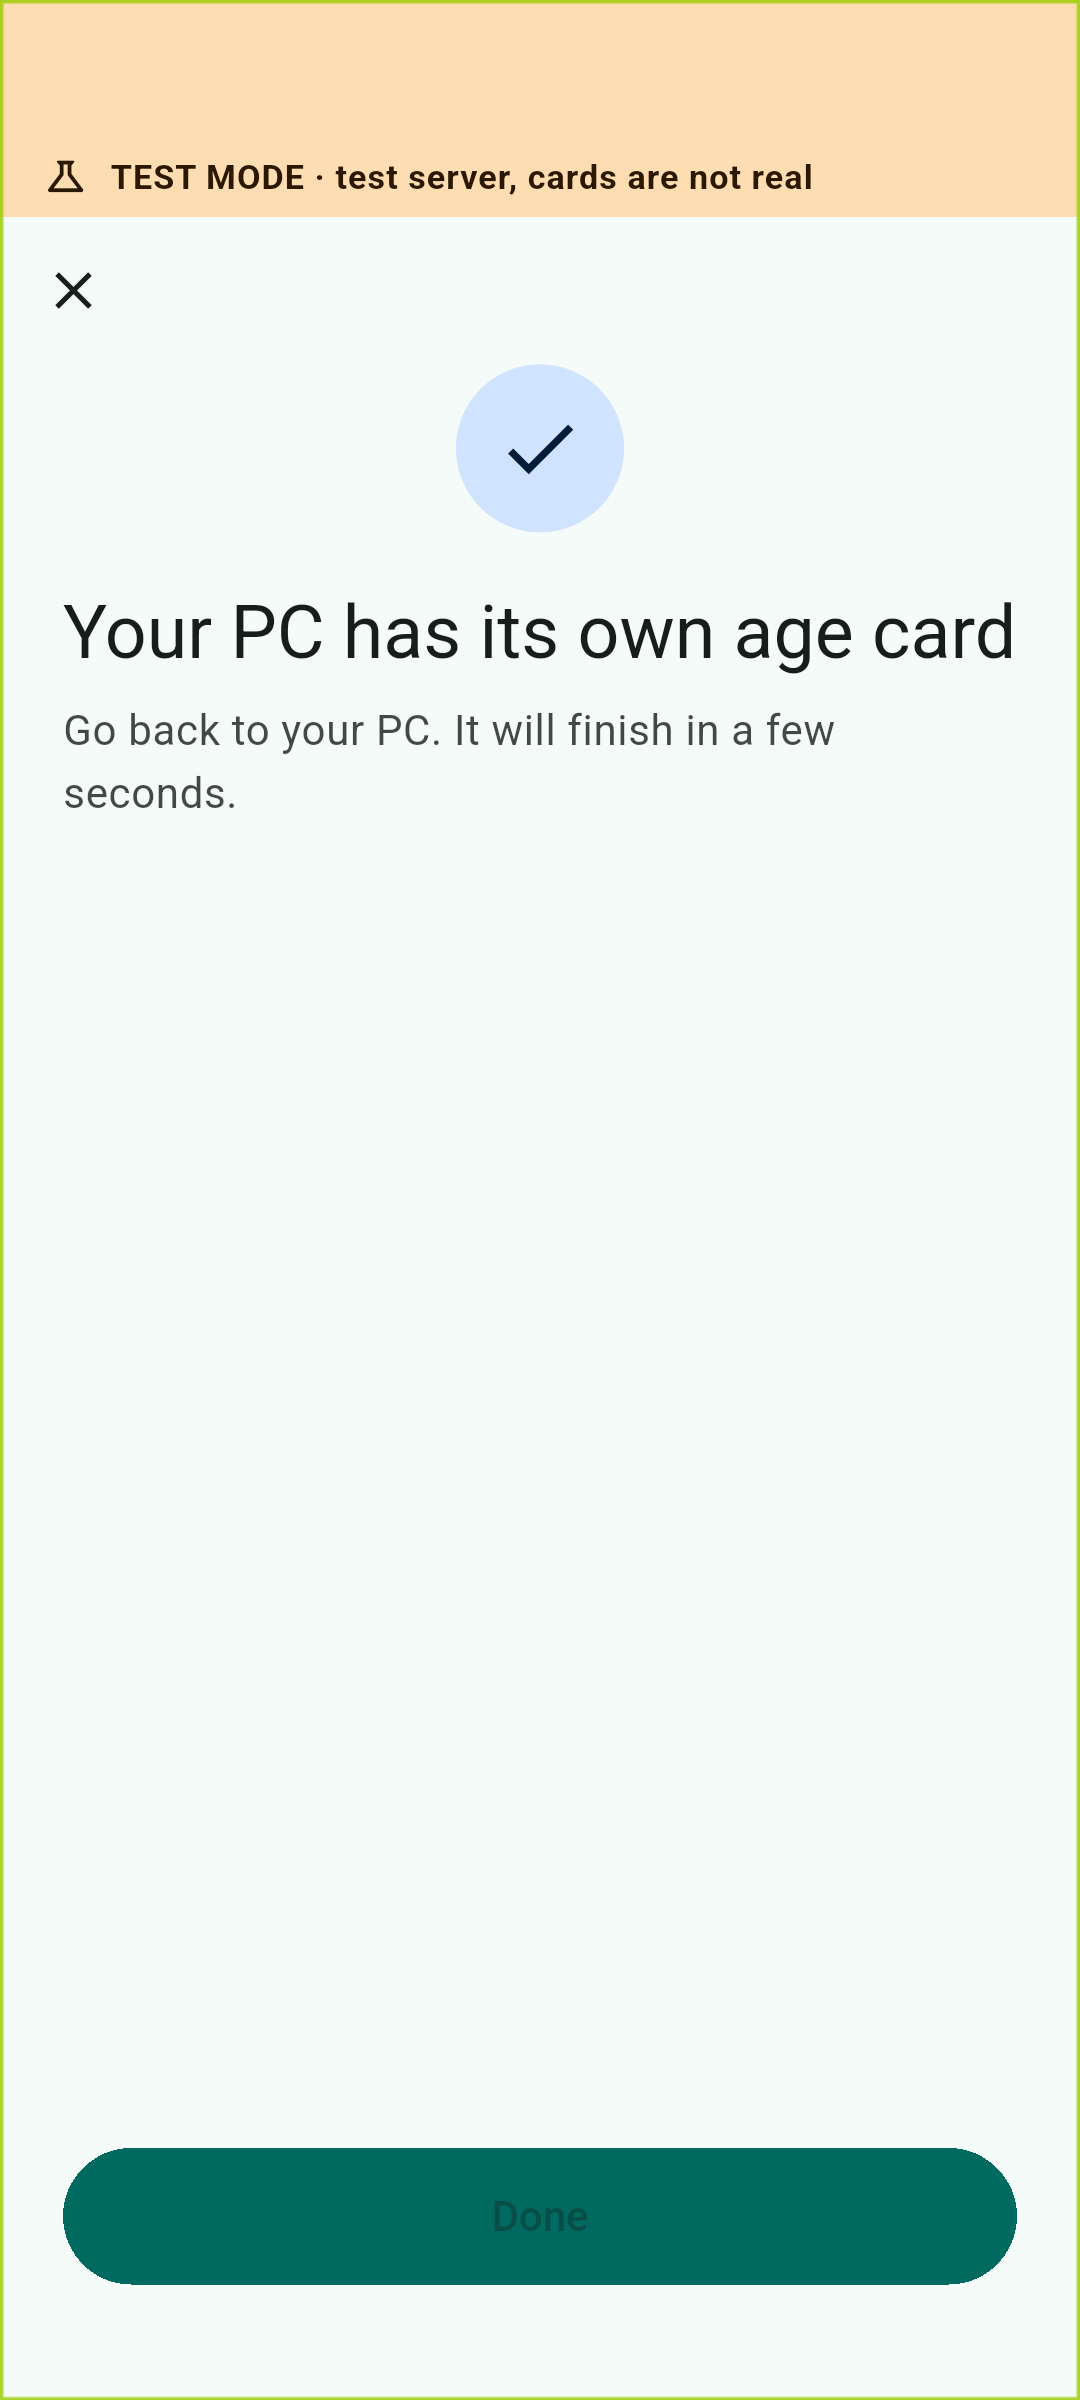 TEST MODE · test server, cards are not real
Your PC has its own age card
Go back to your PC. It will finish in a few
seconds.
Done